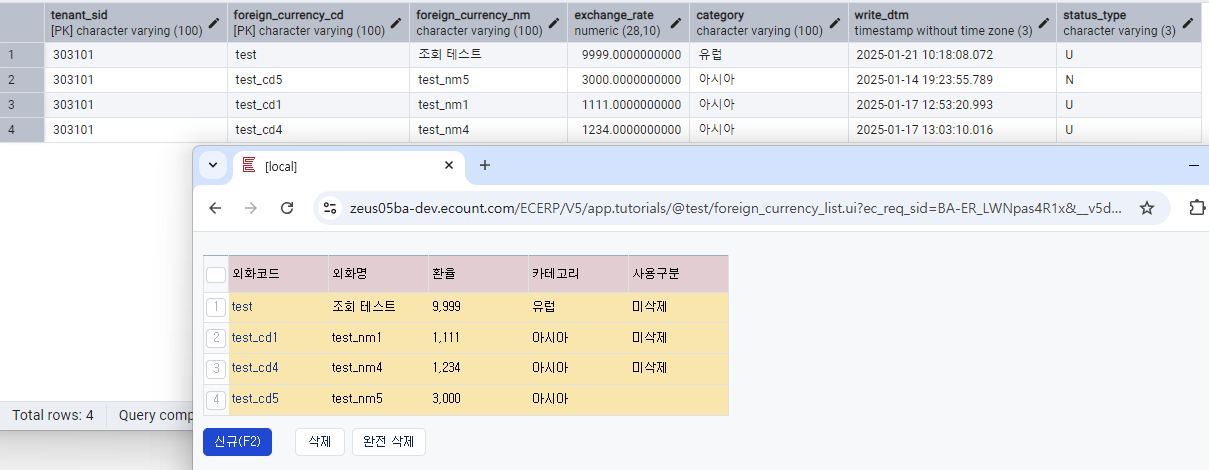 tenant_sid foreign_currency_cd foreign_currency_nm exchange_rate category write_dtm status_type
[PK] character varying (100) [PK] character varying (100) character varying (100) numeric (28,10) character varying (100) timestamp without time zone (3) character varying (3)
1 303101 test 조회 테스트 9999.0000000000 유럽 2025-01-21 10:18:08.072 U
2 303101 test_cd5 test_nm5 3000.0000000000 아시아 2025-01-14 19:23:55.789 N
3 303101 test_cd1 test_nm1 1111.0000000000 아시아 2025-01-17 12:53:20.993 U
4 303101 test_cd4 test_nm4 1234.0000000000 아시아 2025-01-17 13:03:10.016 U
[local]
zeus05ba-dev.ecount.com/ECERP/V5/app.tutorials/@test/foreign_currency_list.ui?ec_req_sid=BA-ER_LWNpas4R1x&__v5d...
외화코드 외화명 환율 카테고리 사용구분
1 test 조회 테스트 9,999 유럽 미삭제
2 test_cd1 test_nm1 1,111 아시아 미삭제
3 test_cd4 test_nm4 1,234 아시아 미삭제
4 test_cd5 test_nm5 3,000 아시아
Total rows: 4 Query comp
신규(F2) 삭제 완전 삭제